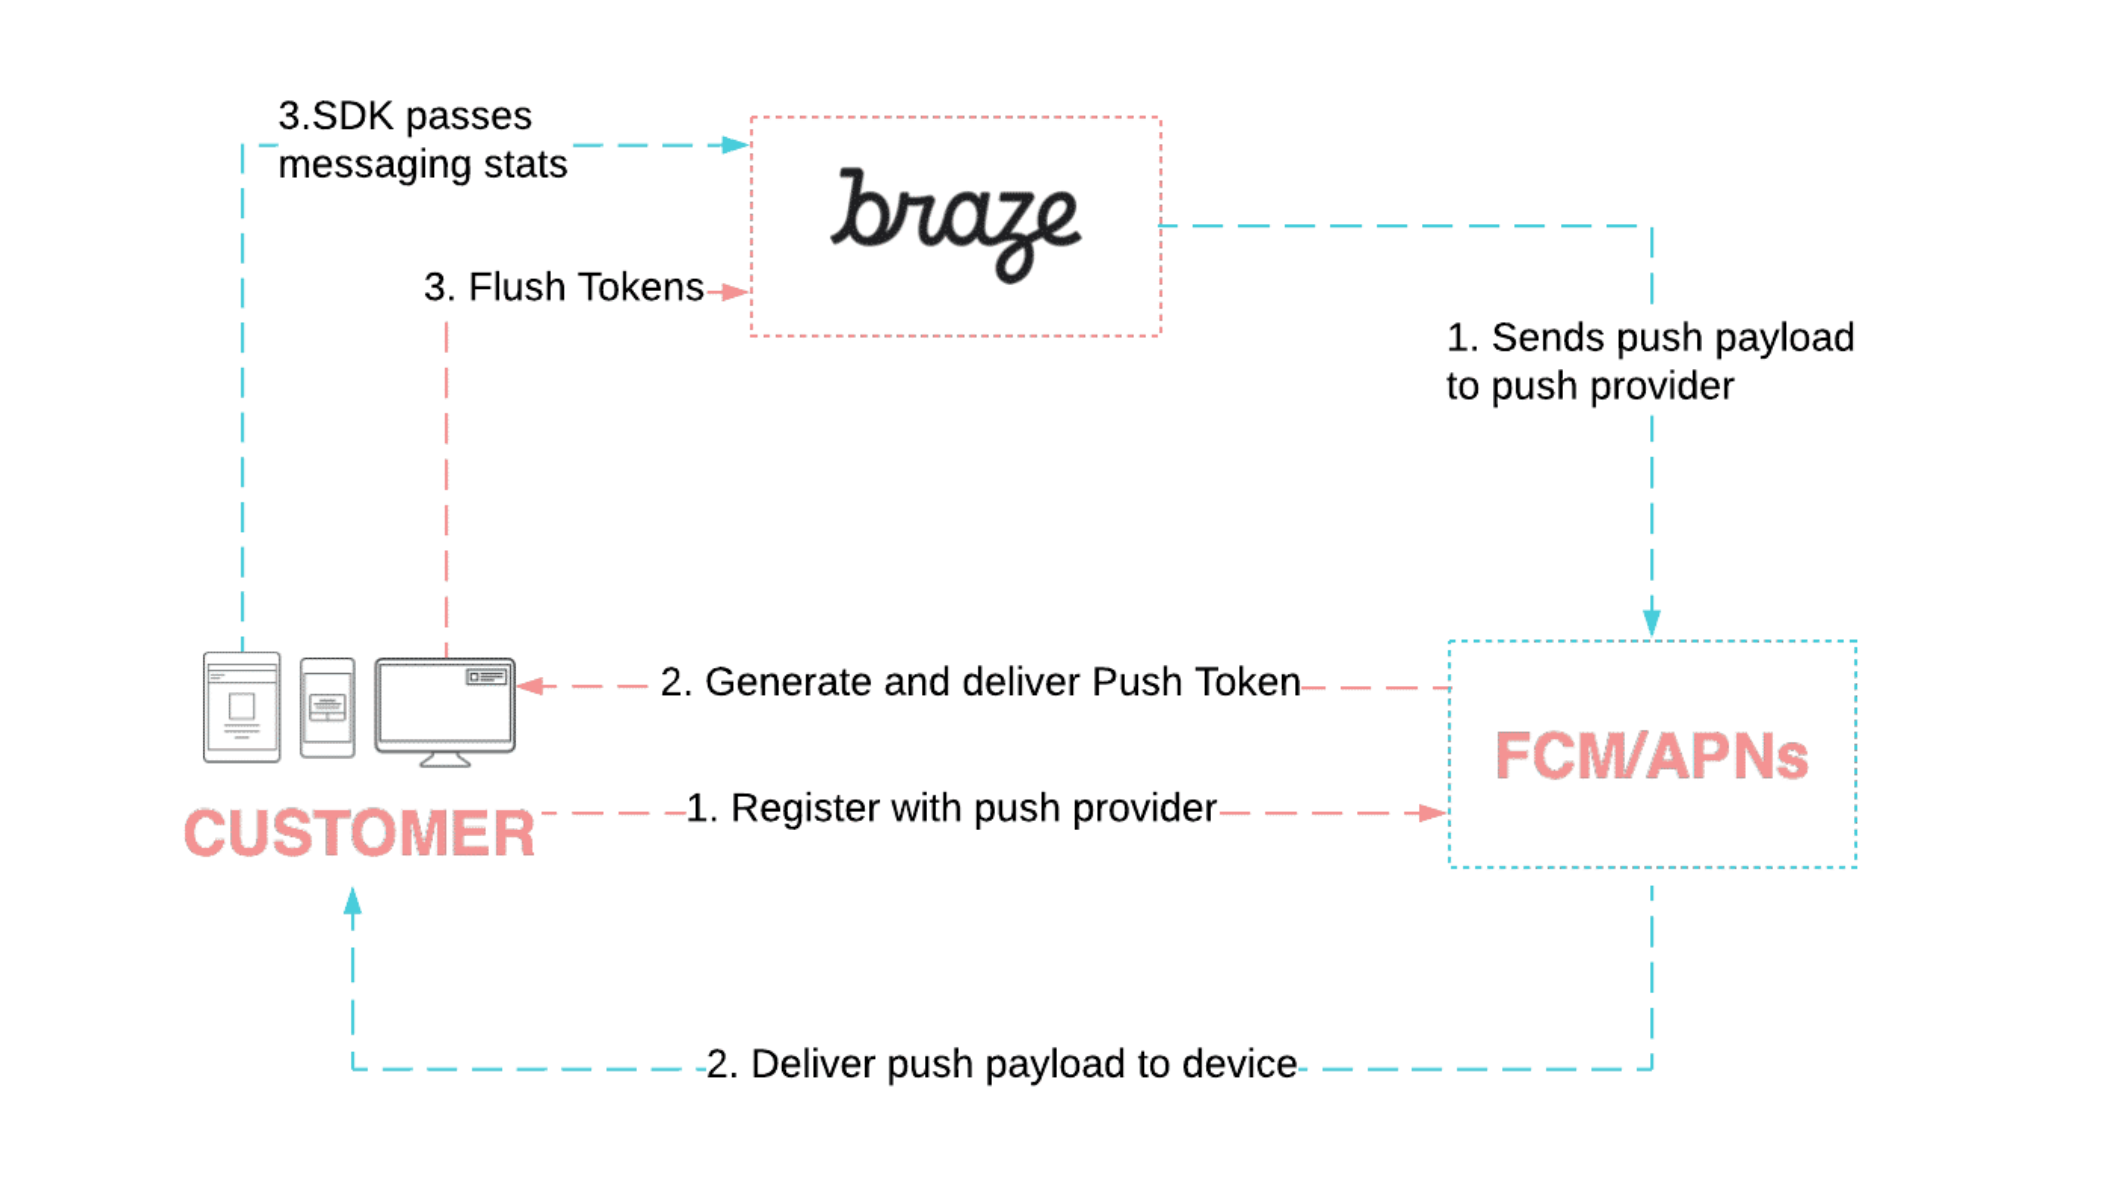 3.SDK passes
messaging stats
braze
3. Flush Tokens
1. Sends push payload
to push provider
2. Generate and deliver Push Token
FCM/APNs
1. Register with push provider
CUSTOMER
2. Deliver push payload to device